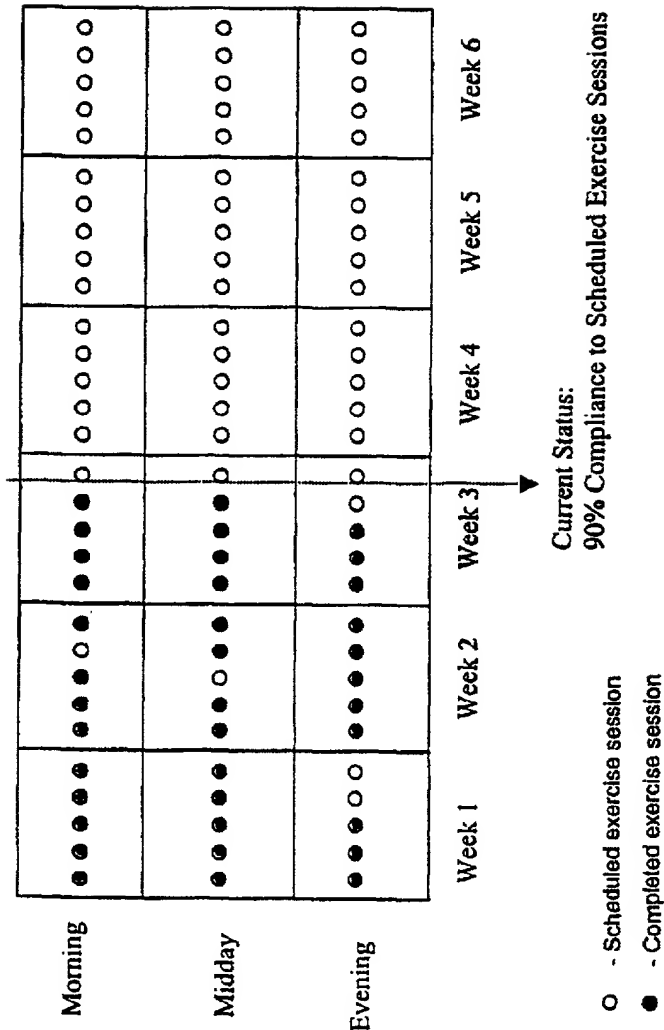 Morning
Midday
Evening
Week 1
Week 2
Week 3
Week 4
Week 5
Week 6
Current Status:
90% Compliance to Scheduled Exercise Sessions
○ - Scheduled exercise session
● - Completed exercise session